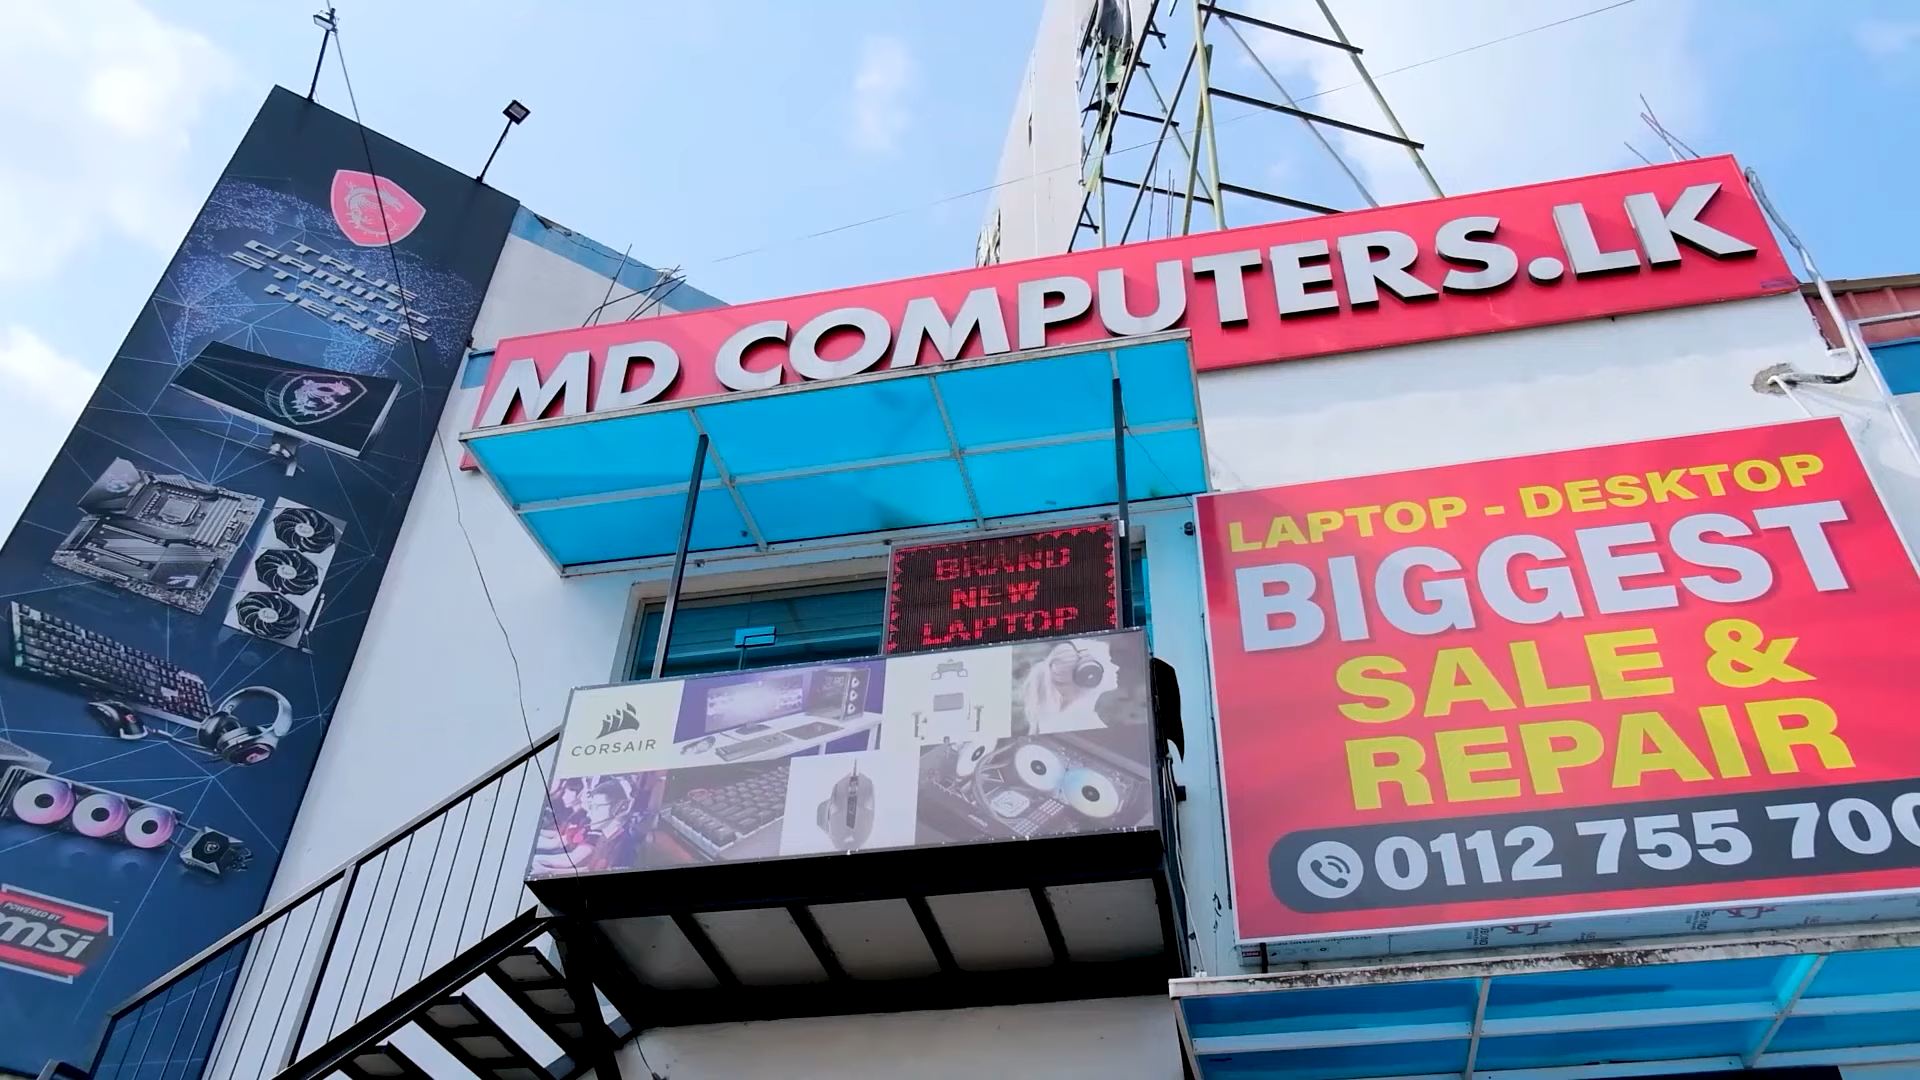 TRUE
GAMING
STARTS
HERE
POWERED BY
msi
MD COMPUTERS.LK
BRAND
NEW
LAPTOP
CORSAIR
LAPTOP - DESKTOP
BIGGEST
SALE &
REPAIR
0112 755 700